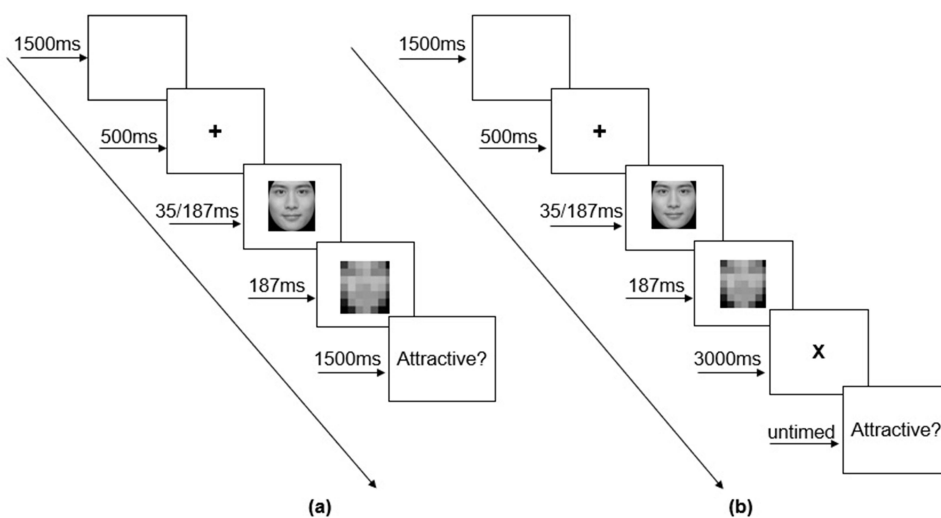 1500ms
500ms
+
35/187ms
187ms
1500ms
Attractive?
(a)
1500ms
500ms
+
35/187ms
187ms
3000ms
X
untimed
Attractive?
(b)